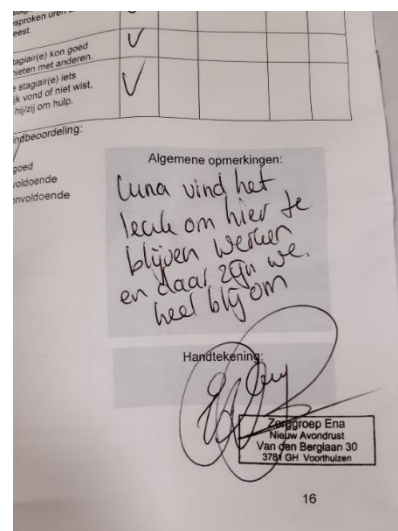 sproken uren
eest.
tagiair(e) kon goed
ieten met anderen.
stagiair(e) iets
k vond of niet wist,
hij/zij om hulp.
ndbeoordeling:
goed
voldoende
onvoldoende
Algemene opmerkingen:
Luna vind het
leuk om hier te
blijven werken
en daar zijn we
heel blij om
Handtekening:
Zorggroep Ena
Nieuw Avondrust
Van den Berglaan 30
3781 GH Voorthuizen
16